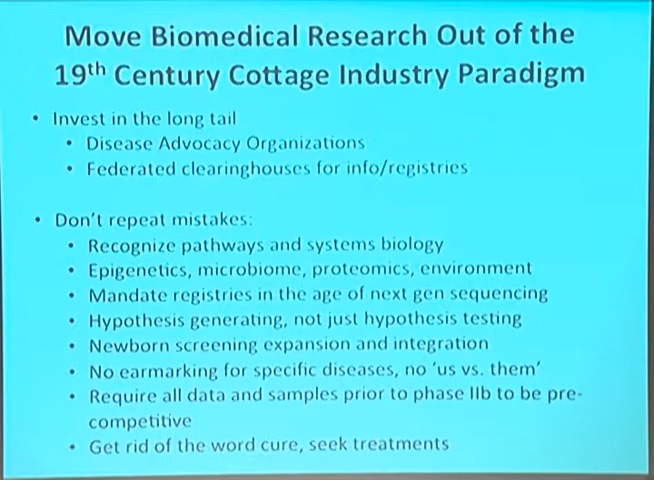 Move Biomedical Research Out of the
19th Century Cottage Industry Paradigm
• Invest in the long tail
• Disease Advocacy Organizations
• Federated clearinghouses for info/registries
• Don't repeat mistakes:
• Recognize pathways and systems biology
• Epigenetics, microbiome, proteomics, environment
• Mandate registries in the age of next gen sequencing
• Hypothesis generating, not just hypothesis testing
• Newborn screening expansion and integration
• No earmarking for specific diseases, no 'us vs. them'
• Require all data and samples prior to phase IIb to be pre-
competitive
• Get rid of the word cure, seek treatments